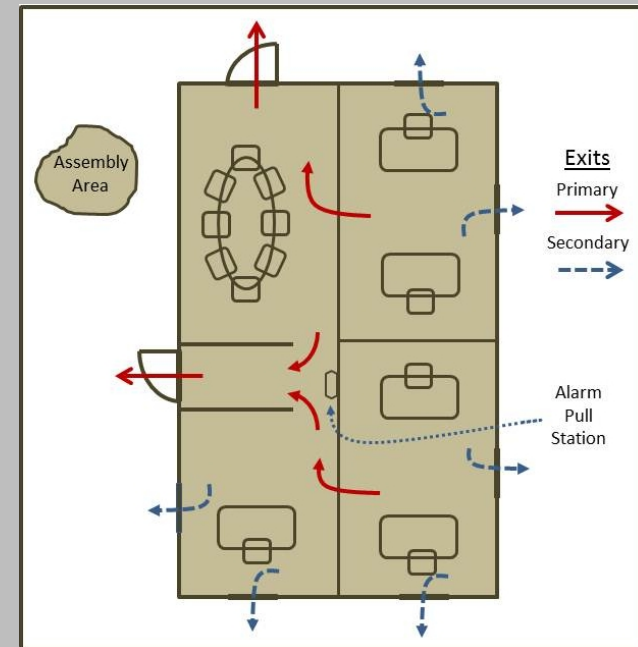 Assembly
Area
Exits
Primary
Secondary
Alarm
Pull
Station